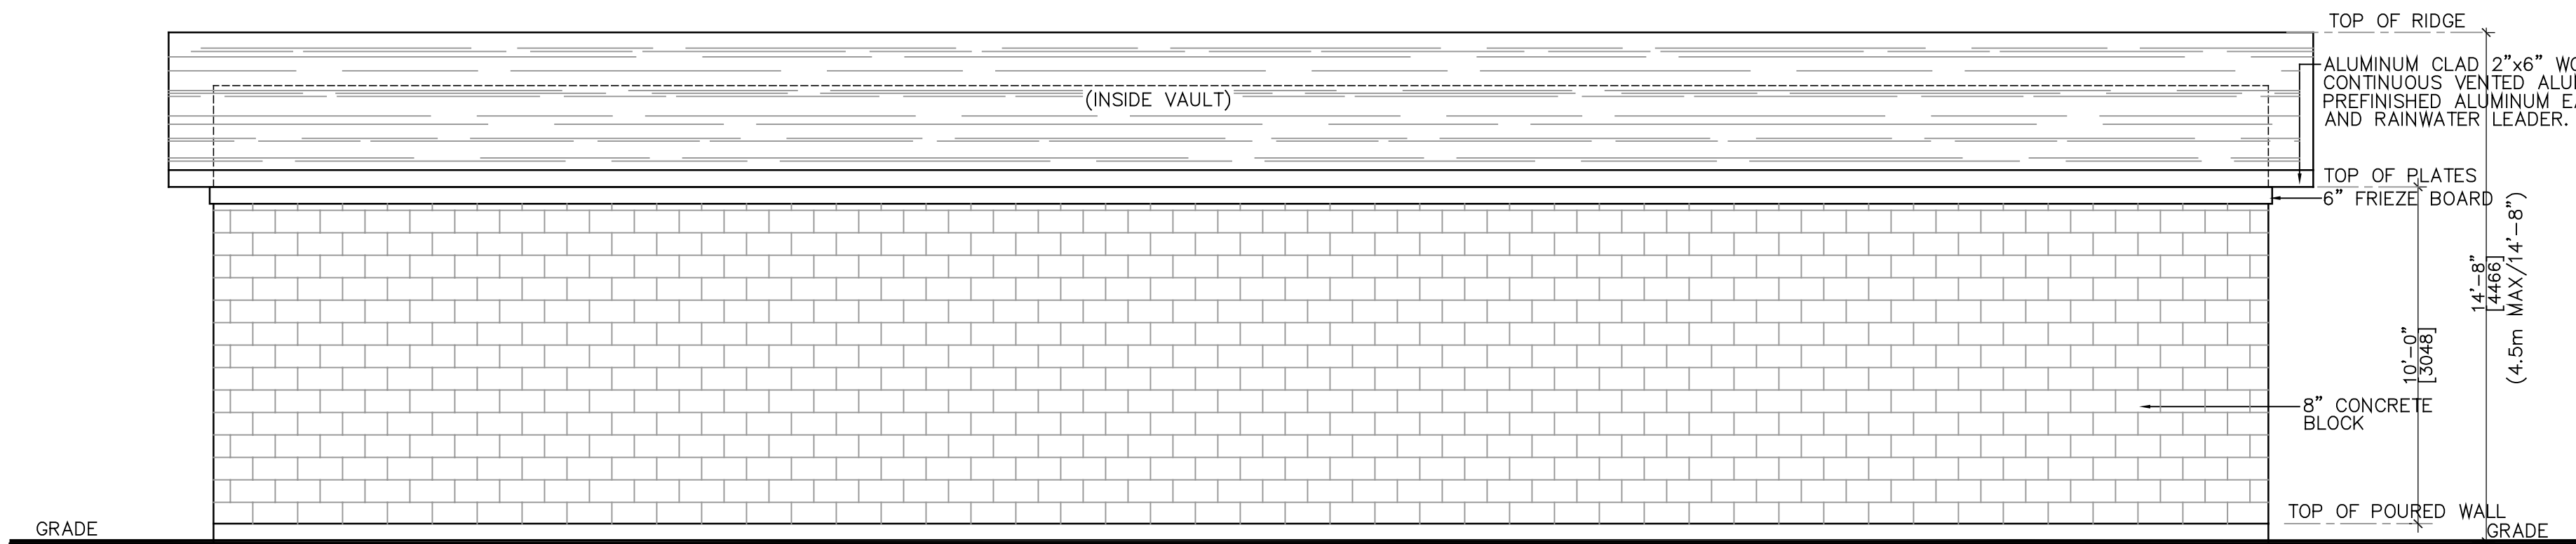 TOP OF RIDGE
ALUMINUM CLAD 2”x6”
CONTINUOUS VENTED
PREFINISHED ALUMINUM
AND RAINWATER LEADER.
(INSIDE VAULT)
TOP OF PLATES
6” FRIEZE BOARD
14’–8”
[4466]
(4.5m MAX/14’–8”)
10’–0”
[3048]
8” CONCRETE
BLOCK
TOP OF POURED WALL
GRADE
GRADE